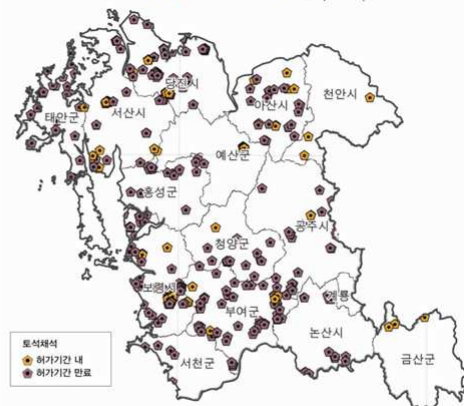 당진시
천안시
아산시
태안군
서산시
예산군
홍성군
공주시
청양군
보령시
계룡
부여군
논산시
서천군
금산군
토석채석
허가기간 내
허가기간 만료